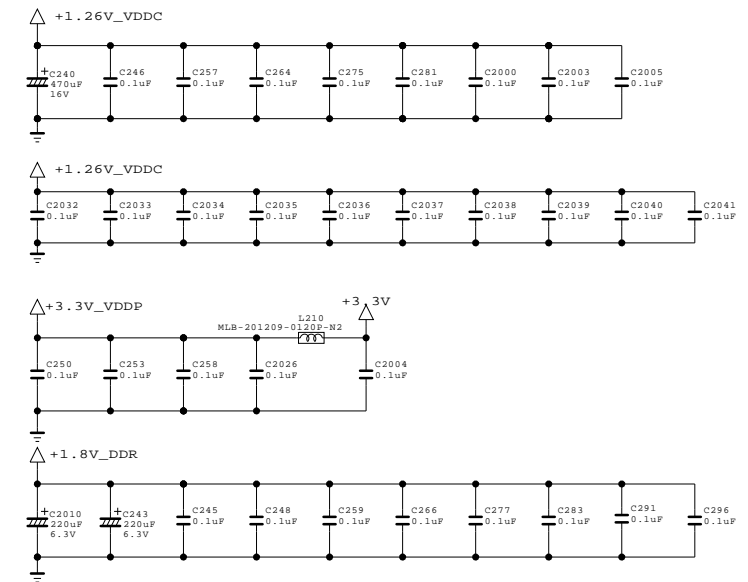 +1.26V_VDDC
C240 C246 C257 C264 C275 C281 C2000 C2003 C2005
470uF 0.1uF 0.1uF 0.1uF 0.1uF 0.1uF 0.1uF 0.1uF 0.1uF
16V
+1.26V_VDDC
C2032 C2033 C2034 C2035 C2036 C2037 C2038 C2039 C2040 C2041
0.1uF 0.1uF 0.1uF 0.1uF 0.1uF 0.1uF 0.1uF 0.1uF 0.1uF 0.1uF
+3.3V_VDDP +3.3V
L210
MLB-201209-0120P-N2
C250 C253 C258 C2026 C2004
0.1uF 0.1uF 0.1uF 0.1uF 0.1uF
+1.8V_DDR
C2010 C243 C245 C248 C259 C266 C277 C283 C291 C296
220uF 220uF 0.1uF 0.1uF 0.1uF 0.1uF 0.1uF 0.1uF 0.1uF 0.1uF
6.3V 6.3V